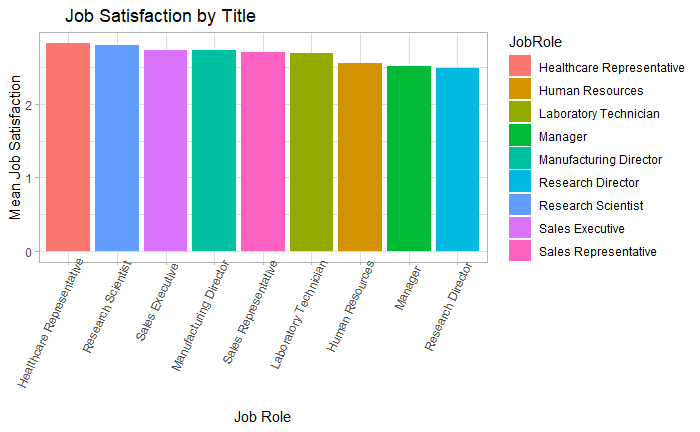 Job Satisfaction by Title
Mean Job Satisfaction
2
1
0
Healthcare Representative
Research Scientist
Sales Executive
Manufacturing Director
Sales Representative
Laboratory Technician
Human Resources
Manager
Research Director
Job Role
JobRole
Healthcare Representative
Human Resources
Laboratory Technician
Manager
Manufacturing Director
Research Director
Research Scientist
Sales Executive
Sales Representative